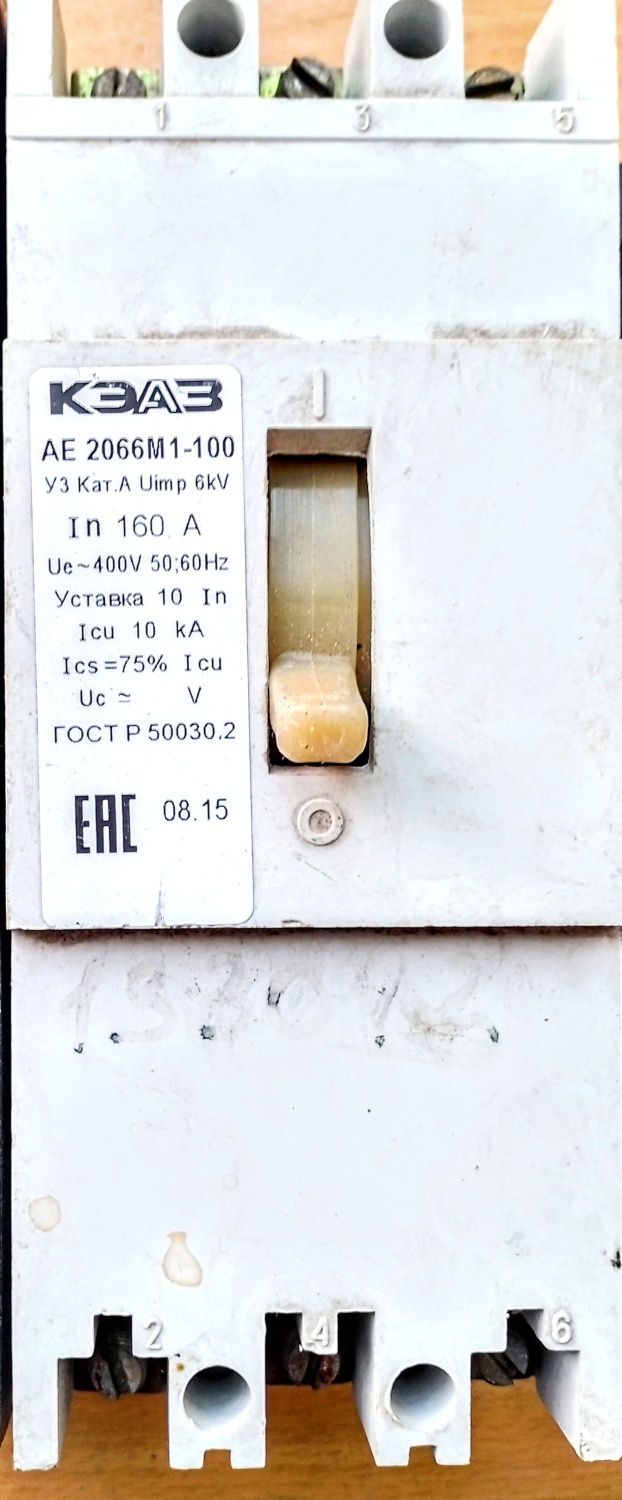 1 3 5
I
КЭАЗ
АЕ 2066М1-100
У3 Кат.А Uimp 6kV
In 160 A
Ue~400V 50;60Hz
Уставка 10 In
Icu 10 kA
Ics=75% Icu
Uc ≃ V
ГОСТ Р 50030.2
EAC 08.15
O
2 4 6